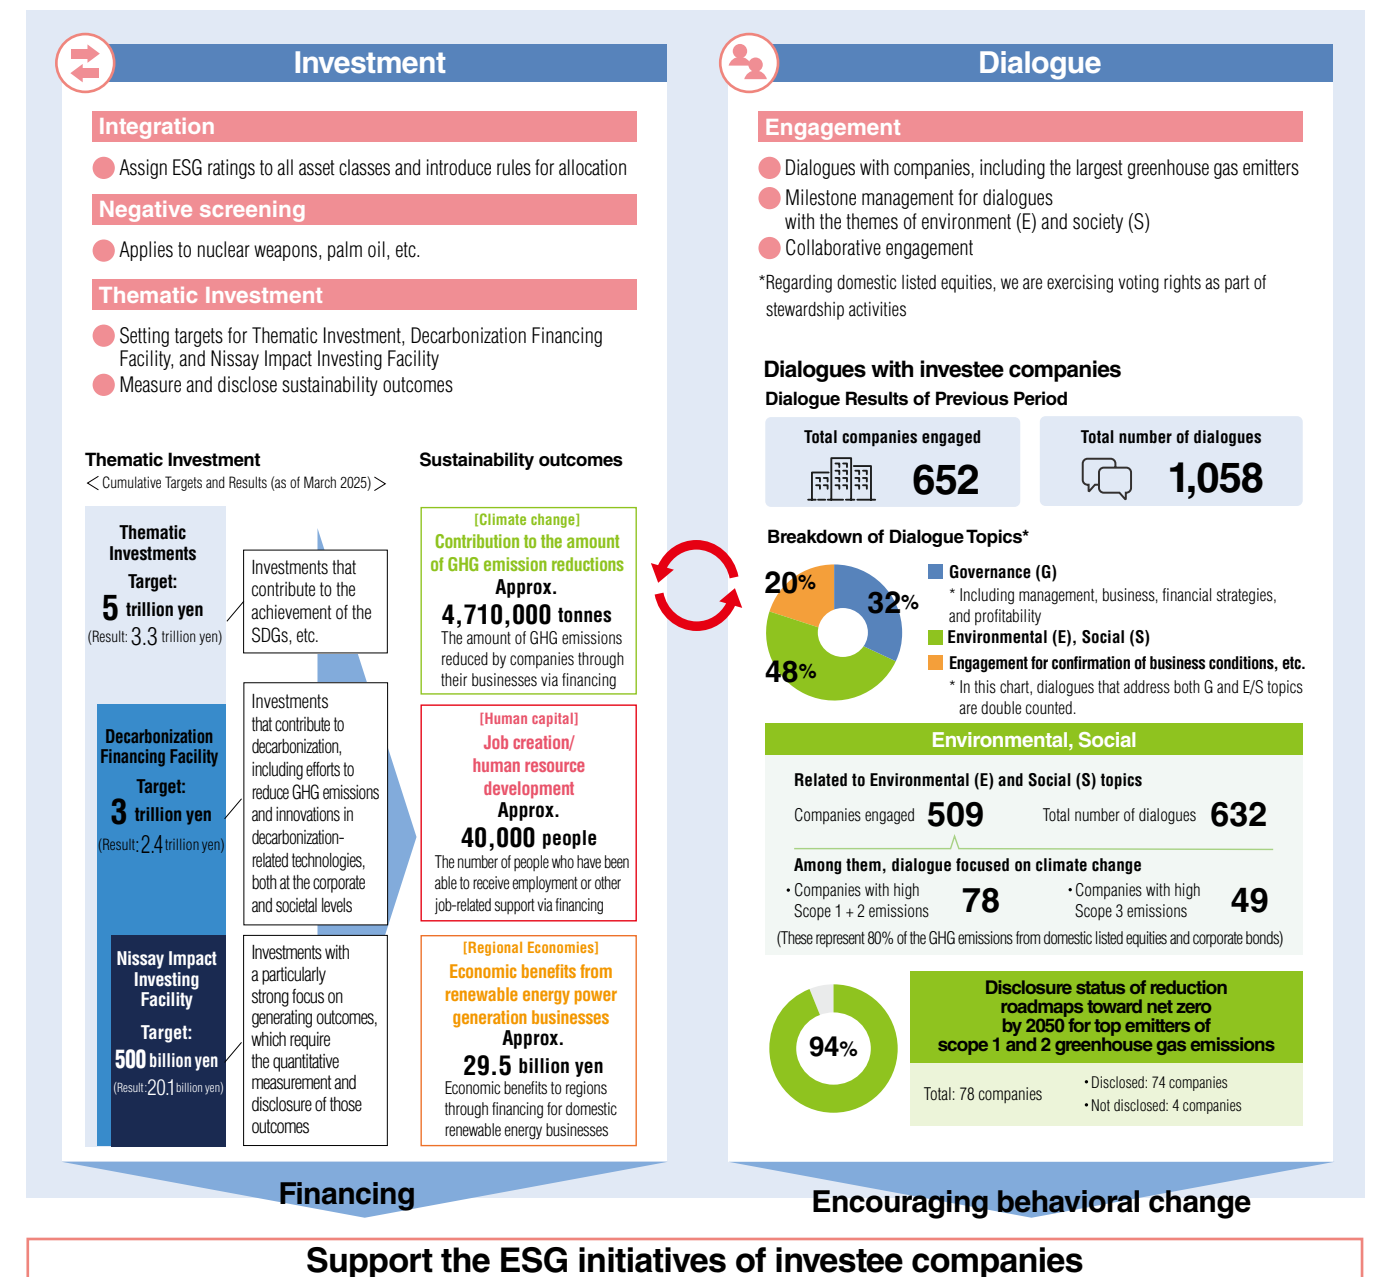 Investment
Integration
Assign ESG ratings to all asset classes and introduce rules for allocation
Negative screening
Applies to nuclear weapons, palm oil, etc.
Thematic Investment
Setting targets for Thematic Investment, Decarbonization Financing
Facility, and Nissay Impact Investing Facility
Measure and disclose sustainability outcomes
Thematic Investment
< Cumulative Targets and Results (as of March 2025) >
Thematic
Investments
Target:
5 trillion yen
(Result: 3.3 trillion yen)
Investments that
contribute to the
achievement of the
SDGs, etc.
Decarbonization
Financing Facility
Target:
3 trillion yen
(Result: 2.4 trillion yen)
Investments
that contribute to
decarbonization,
including efforts to
reduce GHG emissions
and innovations in
decarbonization-
related technologies,
both at the corporate
and societal levels
Nissay Impact
Investing
Facility
Target:
500 billion yen
(Result: 20.1 billion yen)
Investments with
a particularly
strong focus on
generating outcomes,
which require
the quantitative
measurement and
disclosure of those
outcomes
Sustainability outcomes
[Climate change]
Contribution to the amount
of GHG emission reductions
Approx.
4,710,000 tonnes
The amount of GHG emissions
reduced by companies through
their businesses via financing
[Human capital]
Job creation/
human resource
development
Approx.
40,000 people
The number of people who have been
able to receive employment or other
job-related support via financing
[Regional Economies]
Economic benefits from
renewable energy power
generation businesses
Approx.
29.5 billion yen
Economic benefits to regions
through financing for domestic
renewable energy businesses
Financing
Dialogue
Engagement
Dialogues with companies, including the largest greenhouse gas emitters
Milestone management for dialogues
with the themes of environment (E) and society (S)
Collaborative engagement
*Regarding domestic listed equities, we are exercising voting rights as part of
stewardship activities
Dialogues with investee companies
Dialogue Results of Previous Period
Total companies engaged
652
Total number of dialogues
1,058
Breakdown of Dialogue Topics*
20%
32%
48%
Governance (G)
* Including management, business, financial strategies,
and profitability
Environmental (E), Social (S)
Engagement for confirmation of business conditions, etc.
* In this chart, dialogues that address both G and E/S topics
are double counted.
Environmental, Social
Related to Environmental (E) and Social (S) topics
Companies engaged 509
Total number of dialogues 632
Among them, dialogue focused on climate change
• Companies with high
Scope 1 + 2 emissions
78
• Companies with high
Scope 3 emissions
49
(These represent 80% of the GHG emissions from domestic listed equities and corporate bonds)
94%
Disclosure status of reduction
roadmaps toward net zero
by 2050 for top emitters of
scope 1 and 2 greenhouse gas emissions
Total: 78 companies
• Disclosed: 74 companies
• Not disclosed: 4 companies
Encouraging behavioral change
Support the ESG initiatives of investee companies